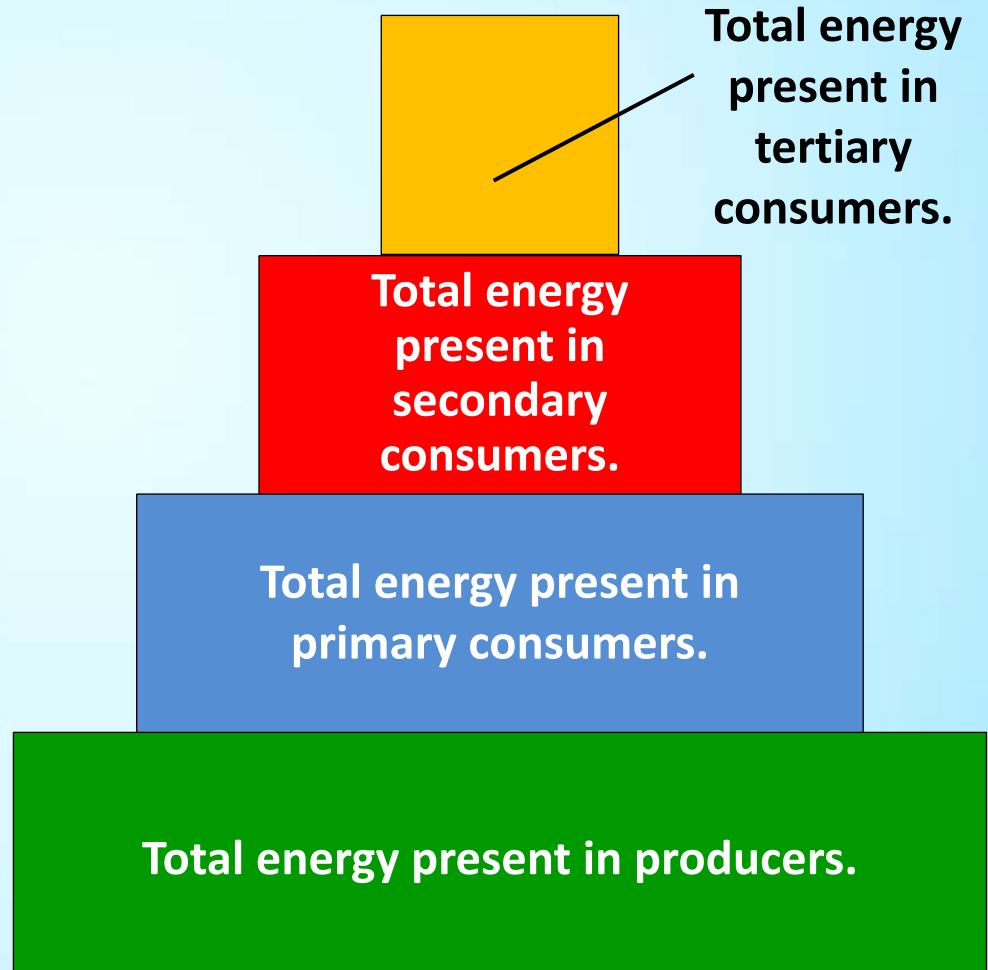 Total energy
present in
tertiary
consumers.
Total energy
present in
secondary
consumers.
Total energy present in
primary consumers.
Total energy present in producers.